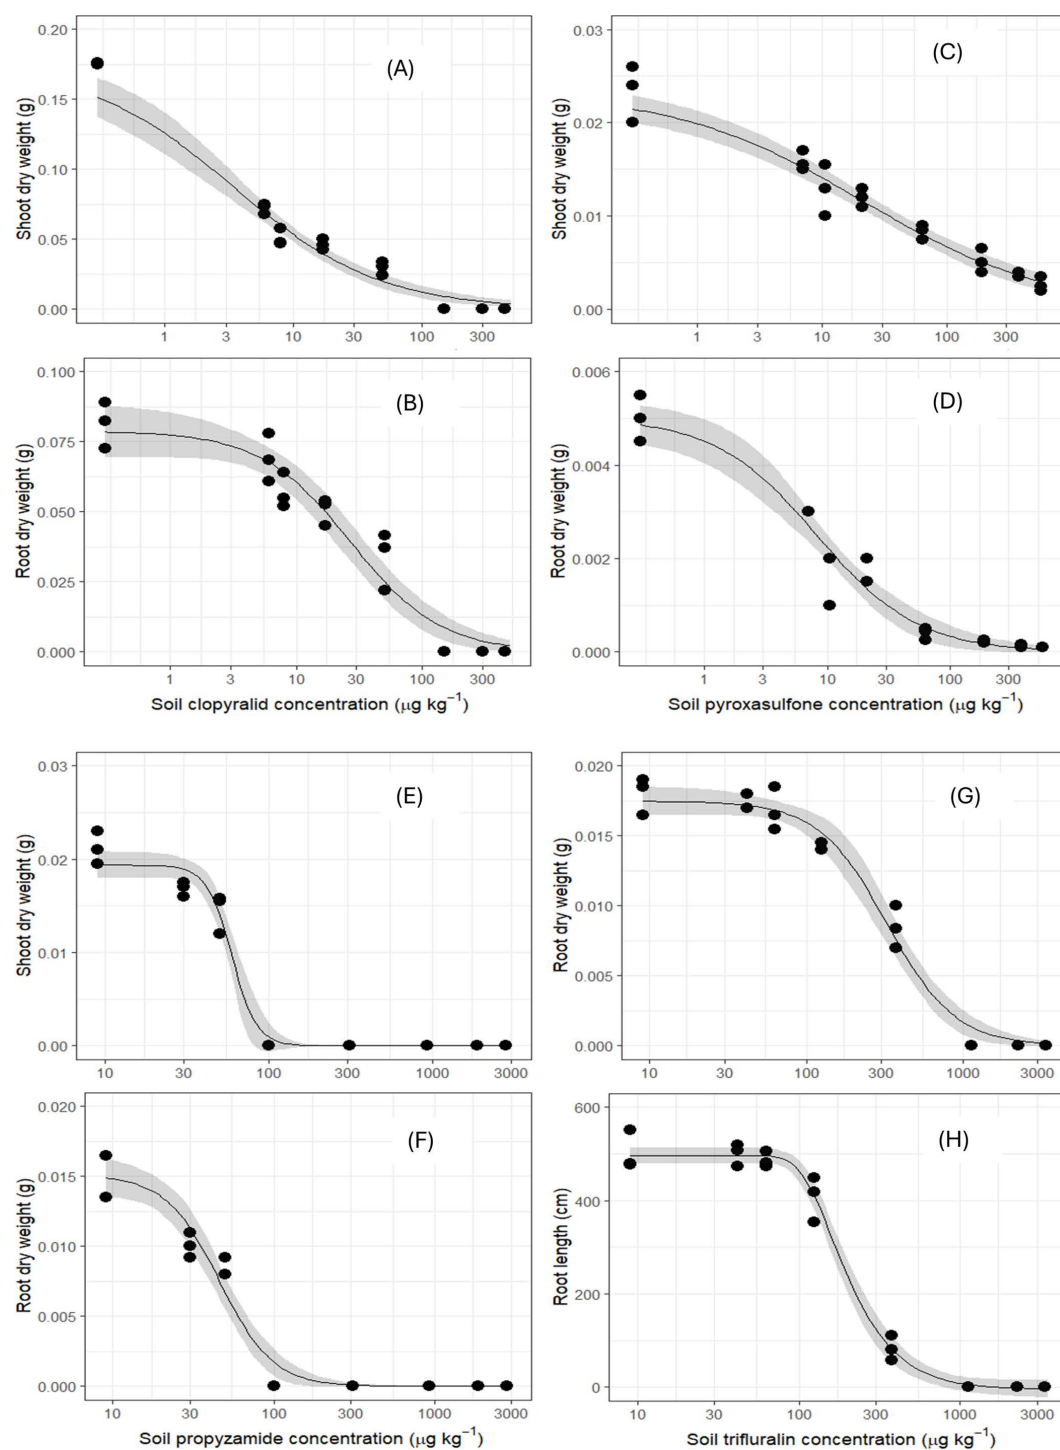 (A)
Shoot dry weight (g)
0.20
0.15
0.10
0.05
0.00
1 3 10 30 100 300
(C)
Shoot dry weight (g)
0.03
0.02
0.01
0.00
1 3 10 30 100 300
(B)
Root dry weight (g)
0.100
0.075
0.050
0.025
0.000
1 3 10 30 100 300
Soil clopyralid concentration (μg kg⁻¹)
(D)
Root dry weight (g)
0.006
0.004
0.002
0.000
1 3 10 30 100 300
Soil pyroxasulfone concentration (μg kg⁻¹)
(E)
Shoot dry weight (g)
0.03
0.02
0.01
0.00
10 30 100 300 1000 3000
(G)
Root dry weight (g)
0.020
0.015
0.010
0.005
0.000
10 30 100 300 1000 3000
(F)
Root dry weight (g)
0.020
0.015
0.010
0.005
0.000
10 30 100 300 1000 3000
Soil propyzamide concentration (μg kg⁻¹)
(H)
Root length (cm)
600
400
200
0
10 30 100 300 1000 3000
Soil trifluralin concentration (μg kg⁻¹)